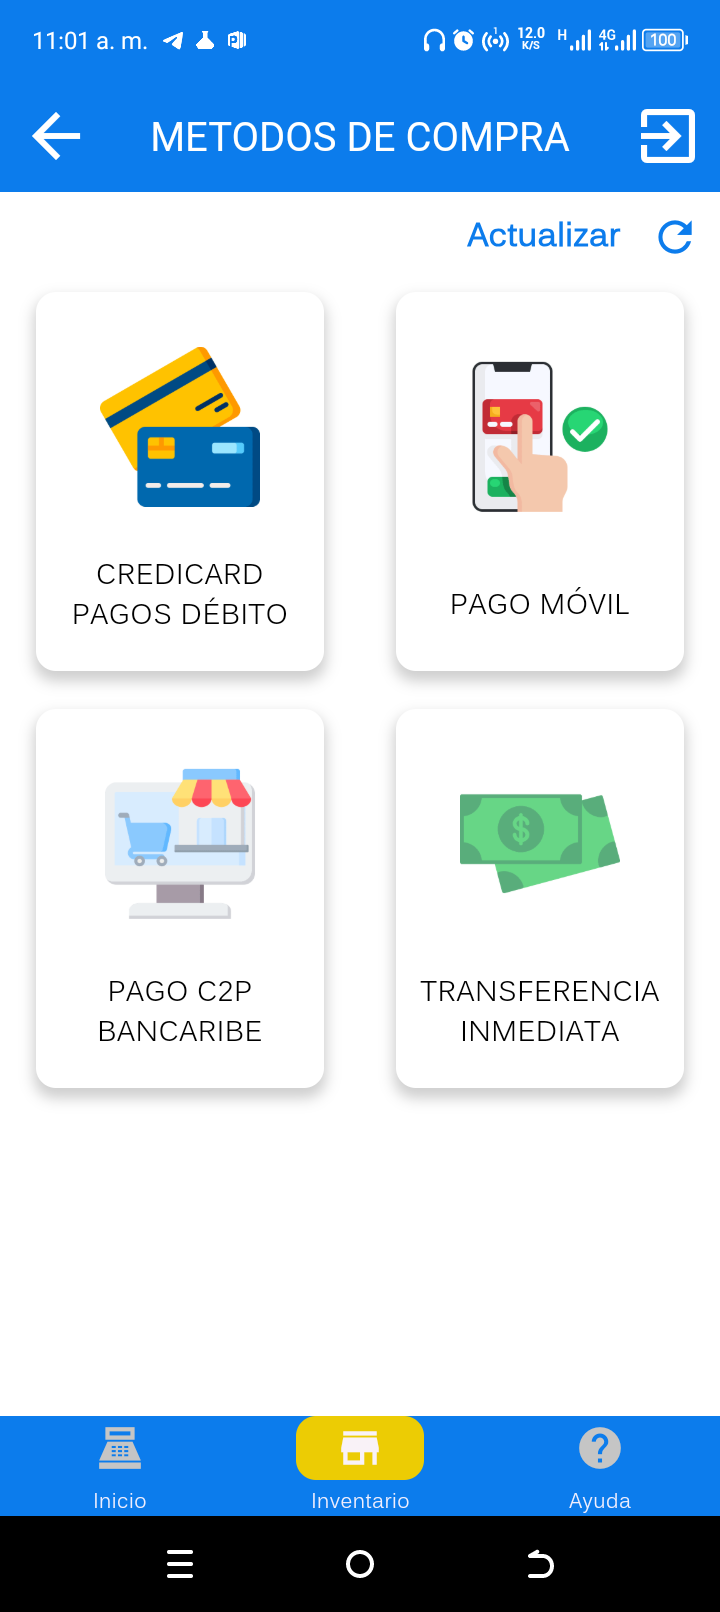 11:01 a. m.
1
12.0
K/S
H
4G
100
METODOS DE COMPRA
Actualizar
CREDICARD
PAGOS DÉBITO
PAGO MÓVIL
PAGO C2P
BANCARIBE
TRANSFERENCIA
INMEDIATA
Inicio
Inventario
Ayuda